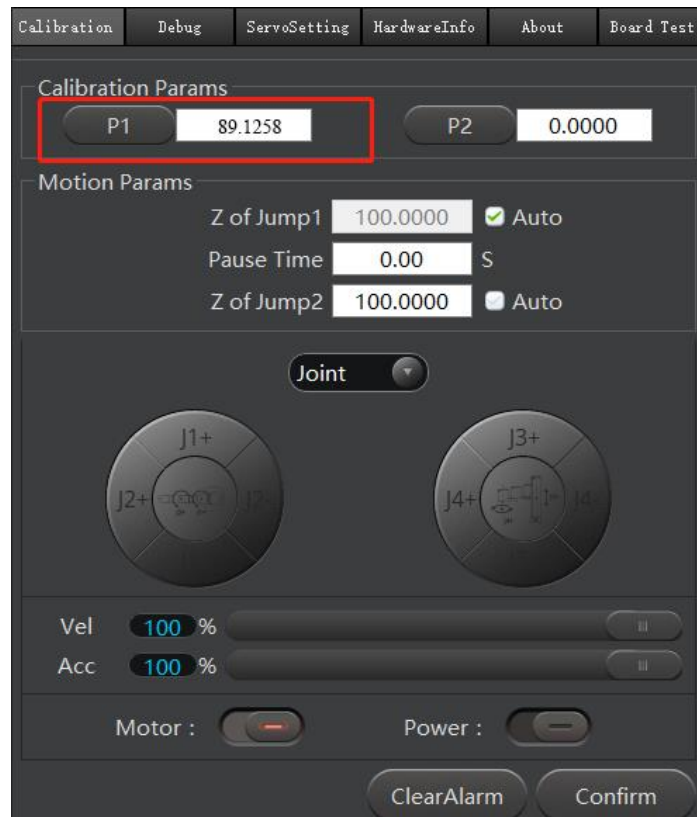 Calibration Debug ServoSetting HardwareInfo About Board Test
Calibration Params
P1 89.1258 P2 0.0000
Motion Params
Z of Jump1 100.0000 Auto
Pause Time 0.00 S
Z of Jump2 100.0000 Auto
Joint
J1+ J3+
J2+ J2- J4+ J4-
Vel 100 %
Acc 100 %
Motor : Power :
ClearAlarm Confirm